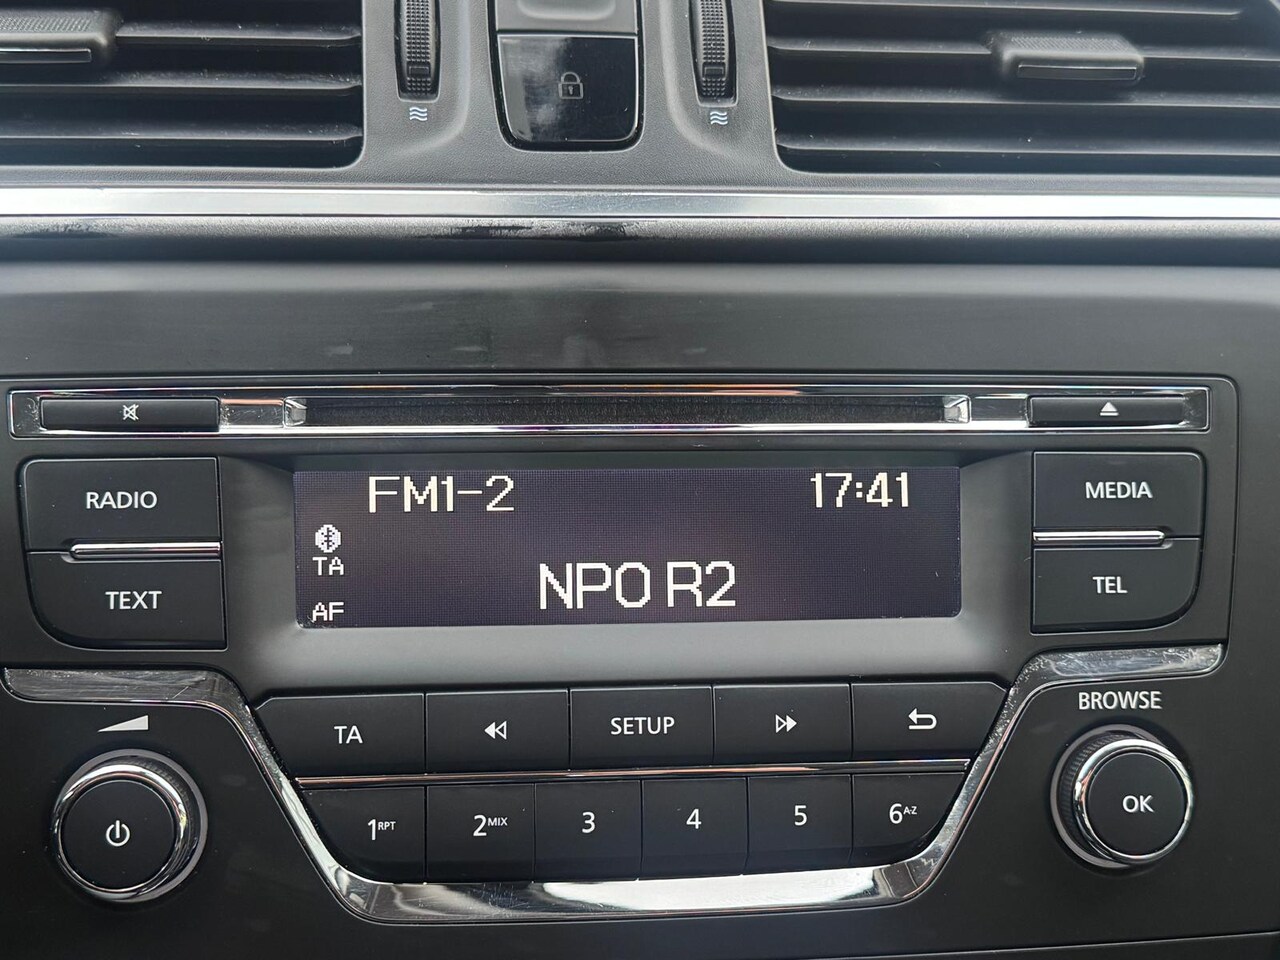 RADIO
TEXT
FM1-2 17:41
TA
AF
NPO R2
MEDIA
TEL
BROWSE
TA
SETUP
1RPT
2MIX
3
4
5
6A-Z
OK